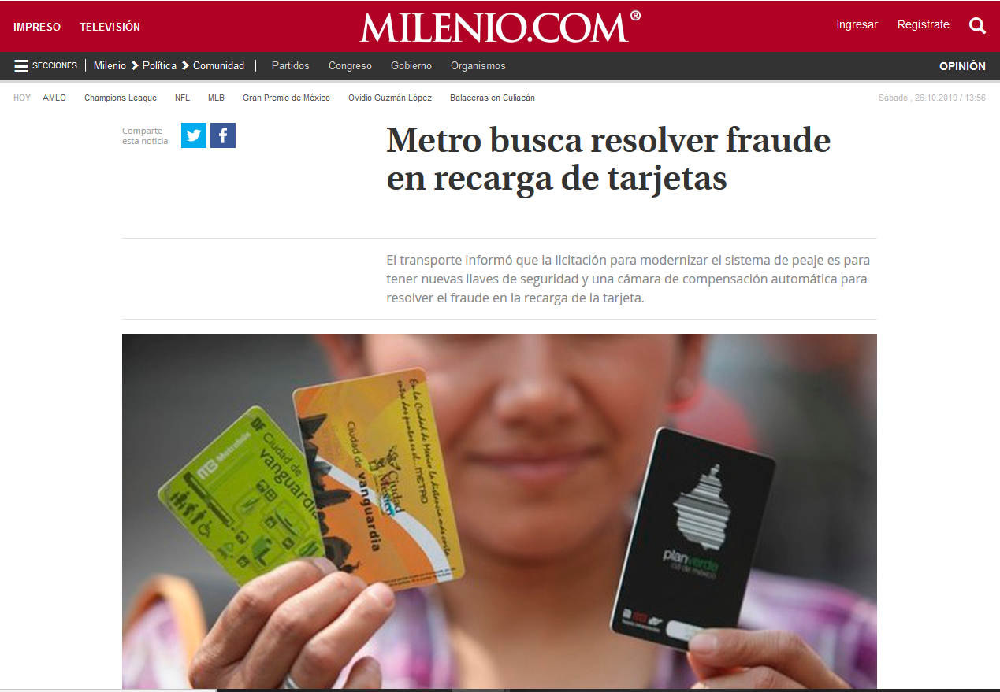 IMPRESO TELEVISIÓN MILENIO.COM® Ingresar Regístrate
SECCIONES Milenio Política Comunidad Partidos Congreso Gobierno Organismos OPINIÓN
HOY AMLO Champions League NFL MLB Gran Premio de México Ovidio Guzmán López Balaceras en Culiacán Sábado , 26.10.2019 / 13:56
Comparte
esta noticia
Metro busca resolver fraude
en recarga de tarjetas
El transporte informó que la licitación para modernizar el sistema de peaje es para
tener nuevas llaves de seguridad y una cámara de compensación automática para
resolver el fraude en la recarga de la tarjeta.
MB Metrobús
DF Ciudad de
vanguardia
En la Ciudad de México la distancia más corta
entre dos puntos es el... METRO
Ciudad de vanguardia
Ciudad
México
planverde
cd de méxico